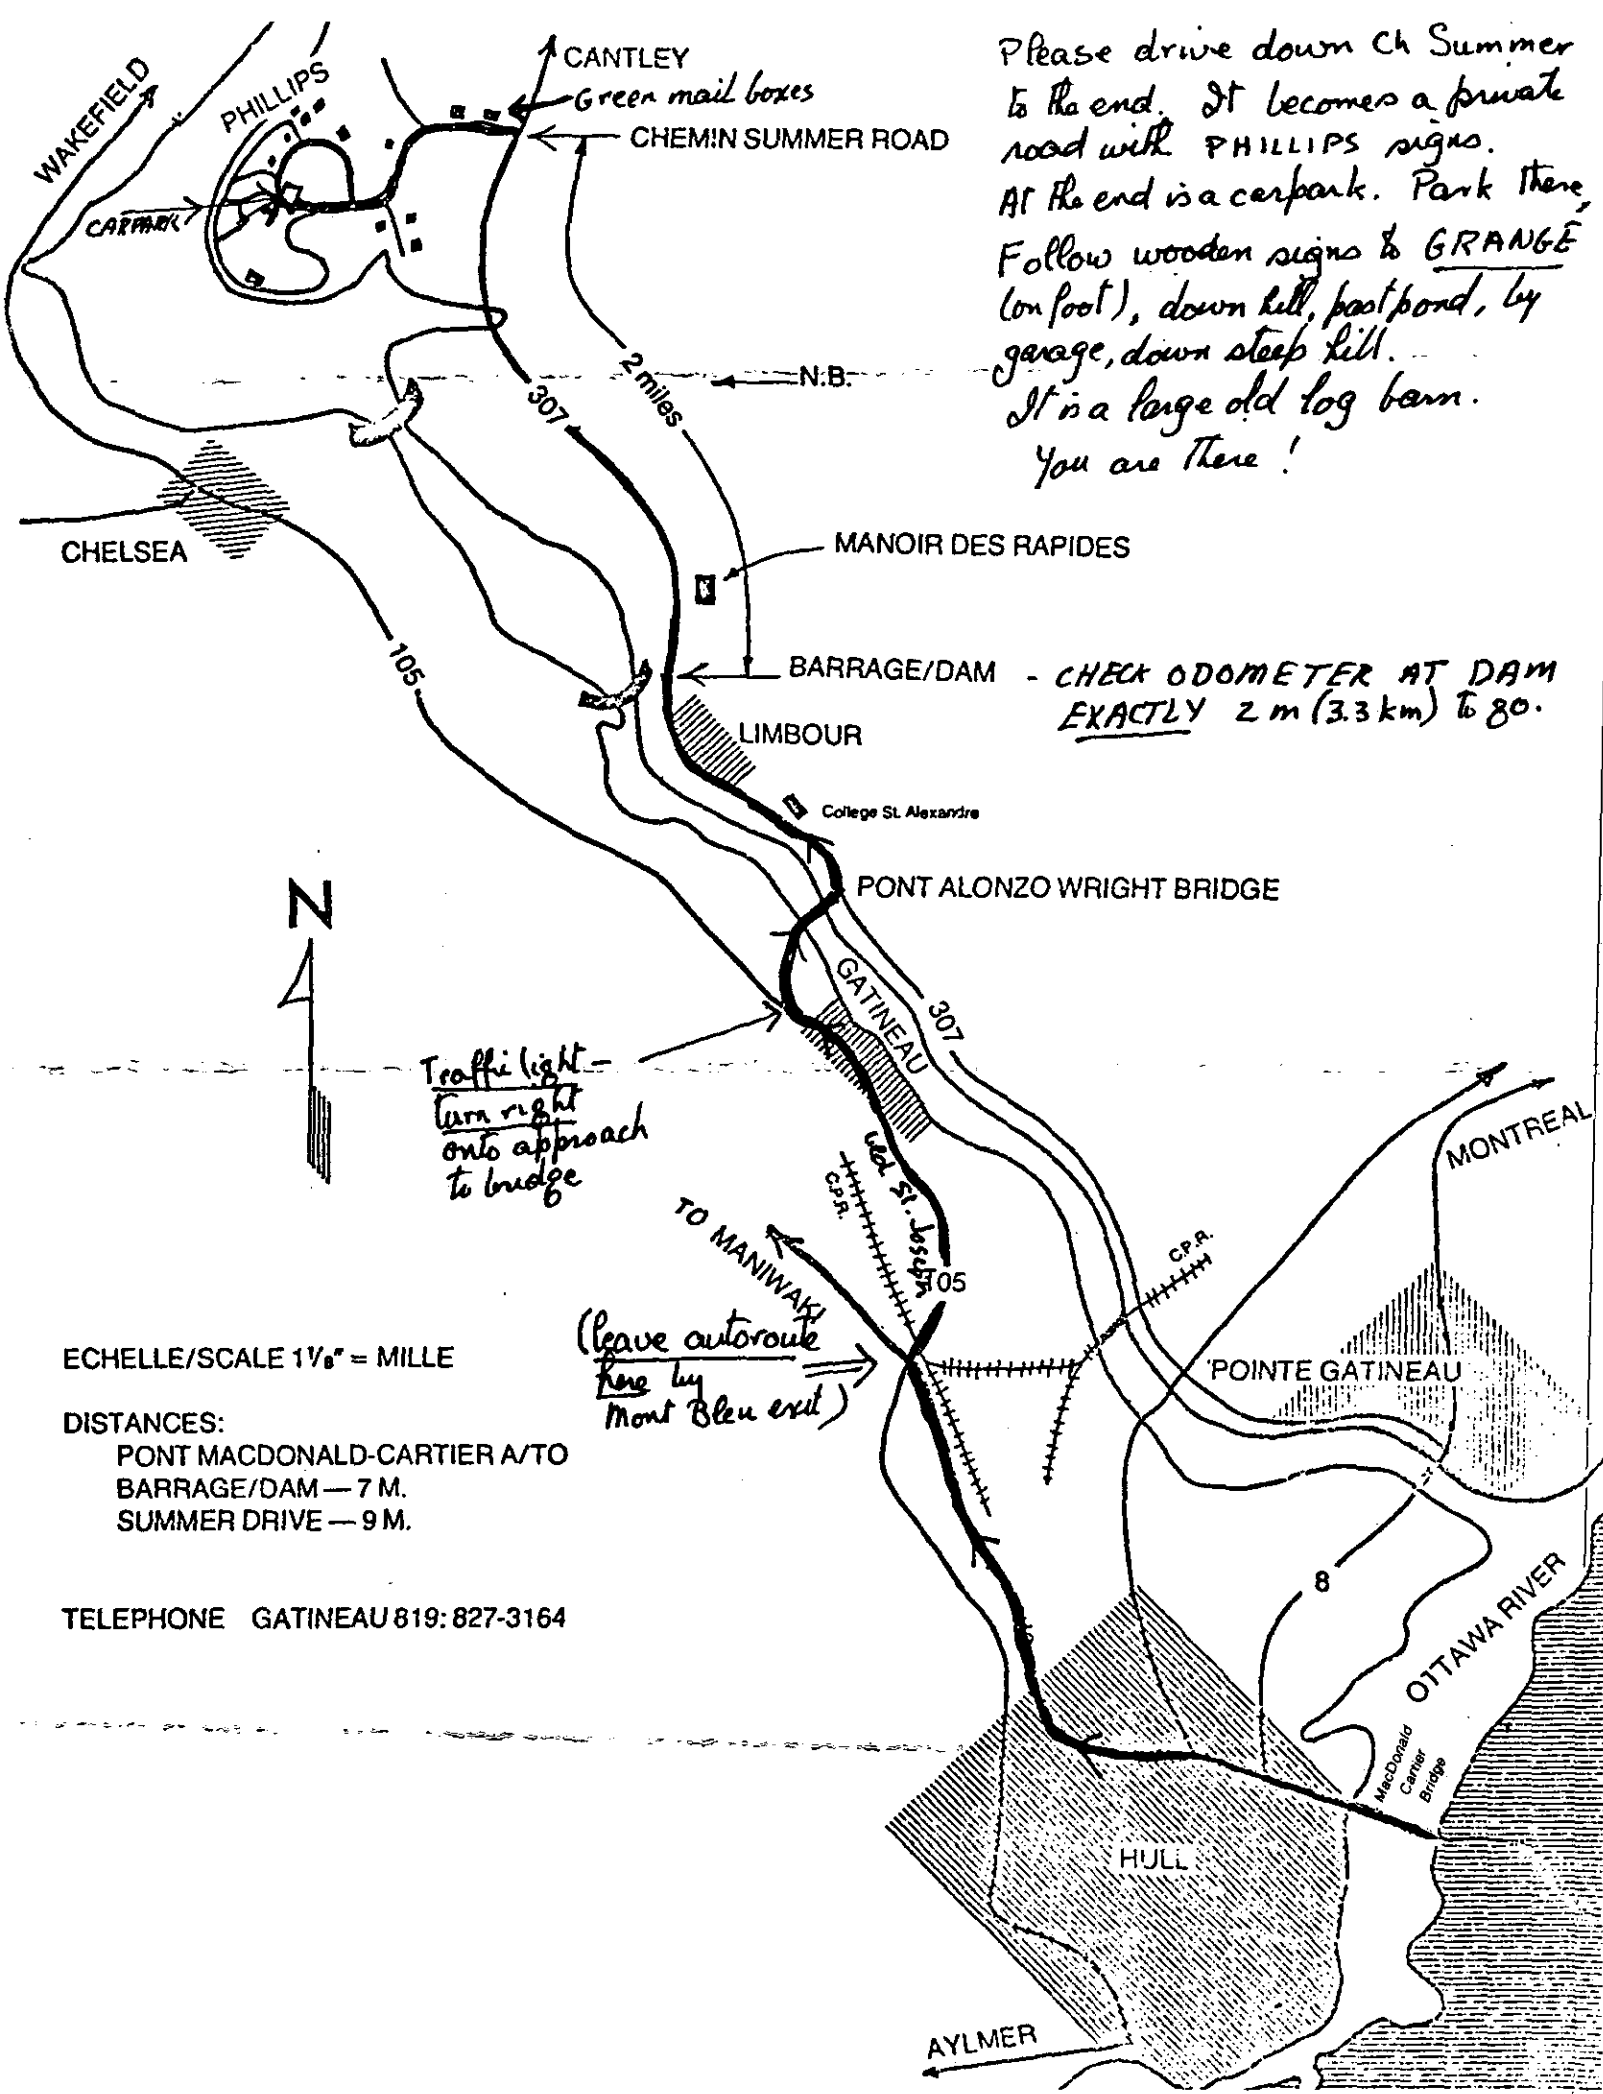 Please drive down Ch Summer
to the end. It becomes a private
road with PHILLIPS signs.
At the end is a carpark. Park there,
Follow wooden signs to GRANGE
(on foot), down hill, past pond, by
garage, down steep hill.
It is a large old log barn.
You are there!
CANTLEY
Green mail boxes
CHEMIN SUMMER ROAD
WAKEFIELD
PHILLIPS
CARPARK
2 miles
N.B.
307
CHELSEA
MANOIR DES RAPIDES
105
BARRAGE/DAM - CHECK ODOMETER AT DAM
EXACTLY 2 m (3.3 km) to go.
LIMBOUR
College St. Alexandre
PONT ALONZO WRIGHT BRIDGE
N
GATINEAU
307
Traffic light -
turn right
onto approach
to bridge
MONTREAL
Bld St. Joseph
C.P.R.
C.P.R.
TO MANIWAKI
105
(leave autoroute
here by
Mont Bleu exit)
POINTE GATINEAU
ECHELLE/SCALE 1 1/8" = MILLE
DISTANCES:
PONT MACDONALD-CARTIER A/TO
BARRAGE/DAM — 7 M.
SUMMER DRIVE — 9 M.
8
TELEPHONE GATINEAU 819: 827-3164
OTTAWA RIVER
MacDonald
Cartier
Bridge
HULL
AYLMER